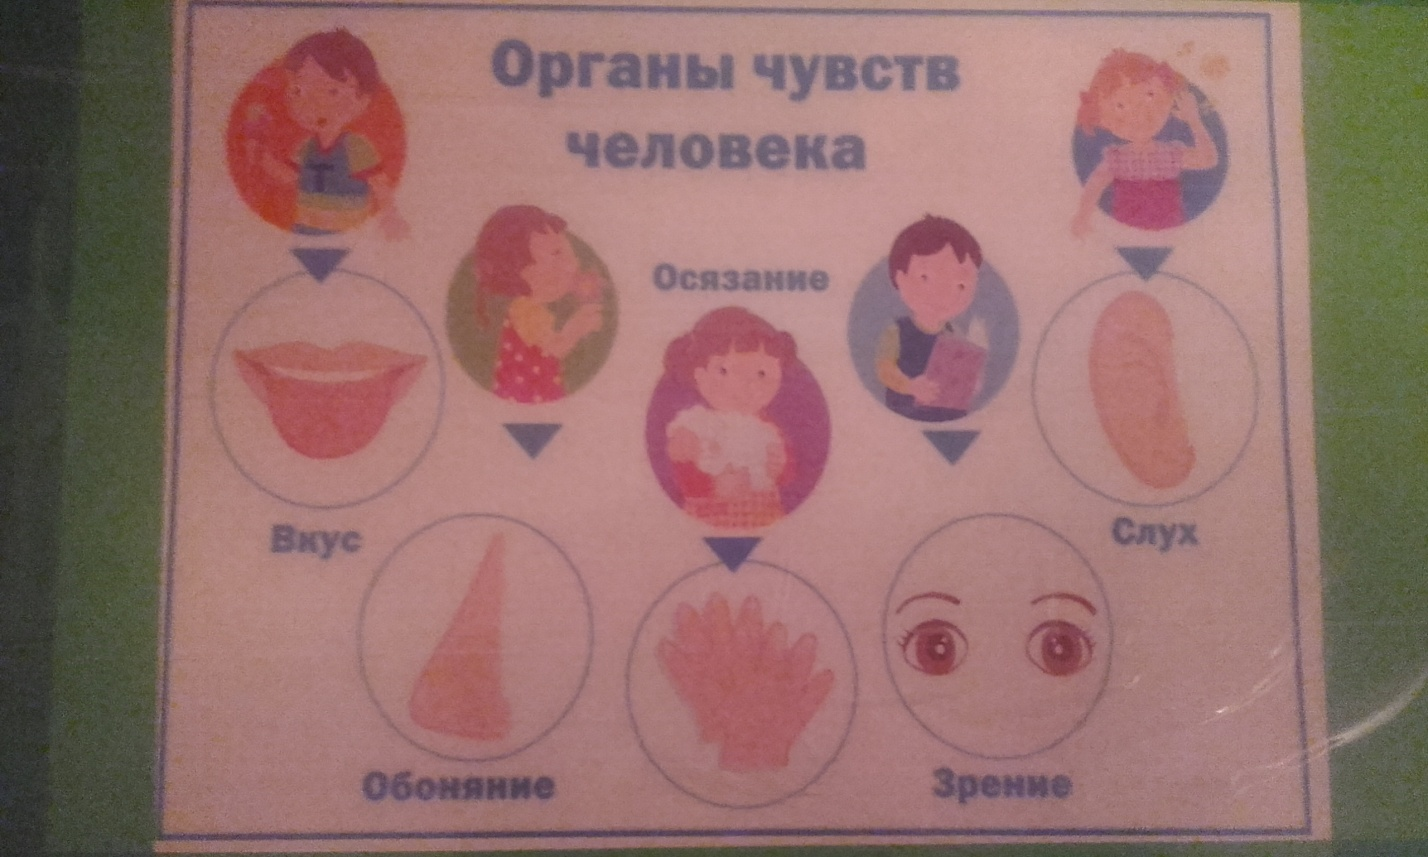 Органы чувств
человека
Осязание
Т
Вкус
Слух
Обоняние
Зрение